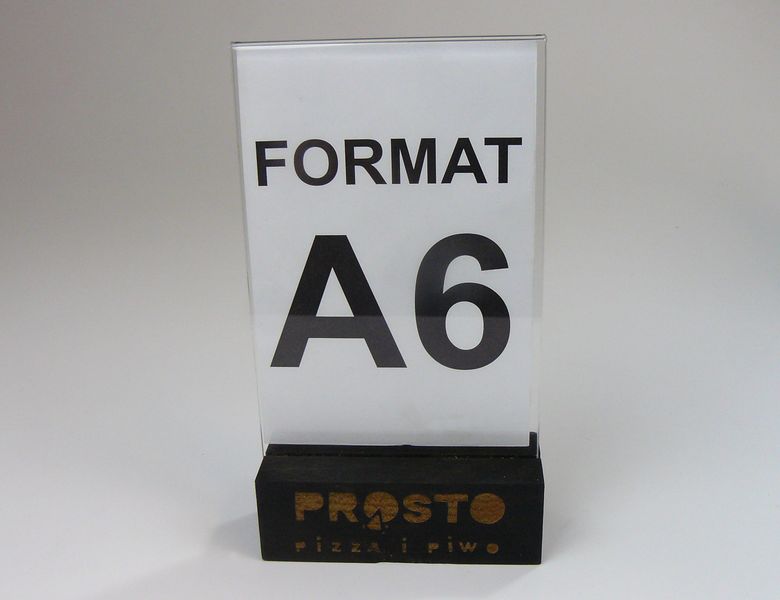 FORMAT
A6
PROSTO
pizza i piwo